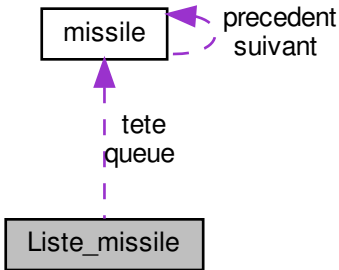 missile
precedent
suivant
tete
queue
Liste_missile